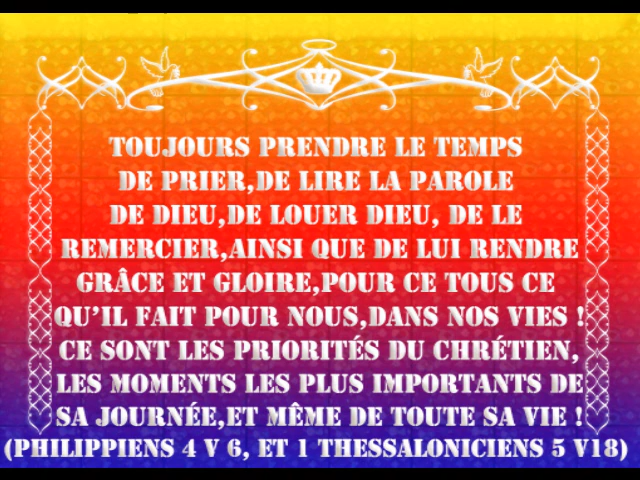 TOUJOURS PRENDRE LE TEMPS
DE PRIER,DE LIRE LA PAROLE
DE DIEU,DE LOUER DIEU, DE LE
REMERCIER,AINSI QUE DE LUI RENDRE
GRÂCE ET GLOIRE,POUR CE TOUS CE
QU'IL FAIT POUR NOUS,DANS NOS VIES !
CE SONT LES PRIORITÉS DU CHRÉTIEN,
LES MOMENTS LES PLUS IMPORTANTS DE
SA JOURNÉE,ET MÊME DE TOUTE SA VIE !
(PHILIPPIENS 4 V 6, ET 1 THESSALONICIENS 5 V18)